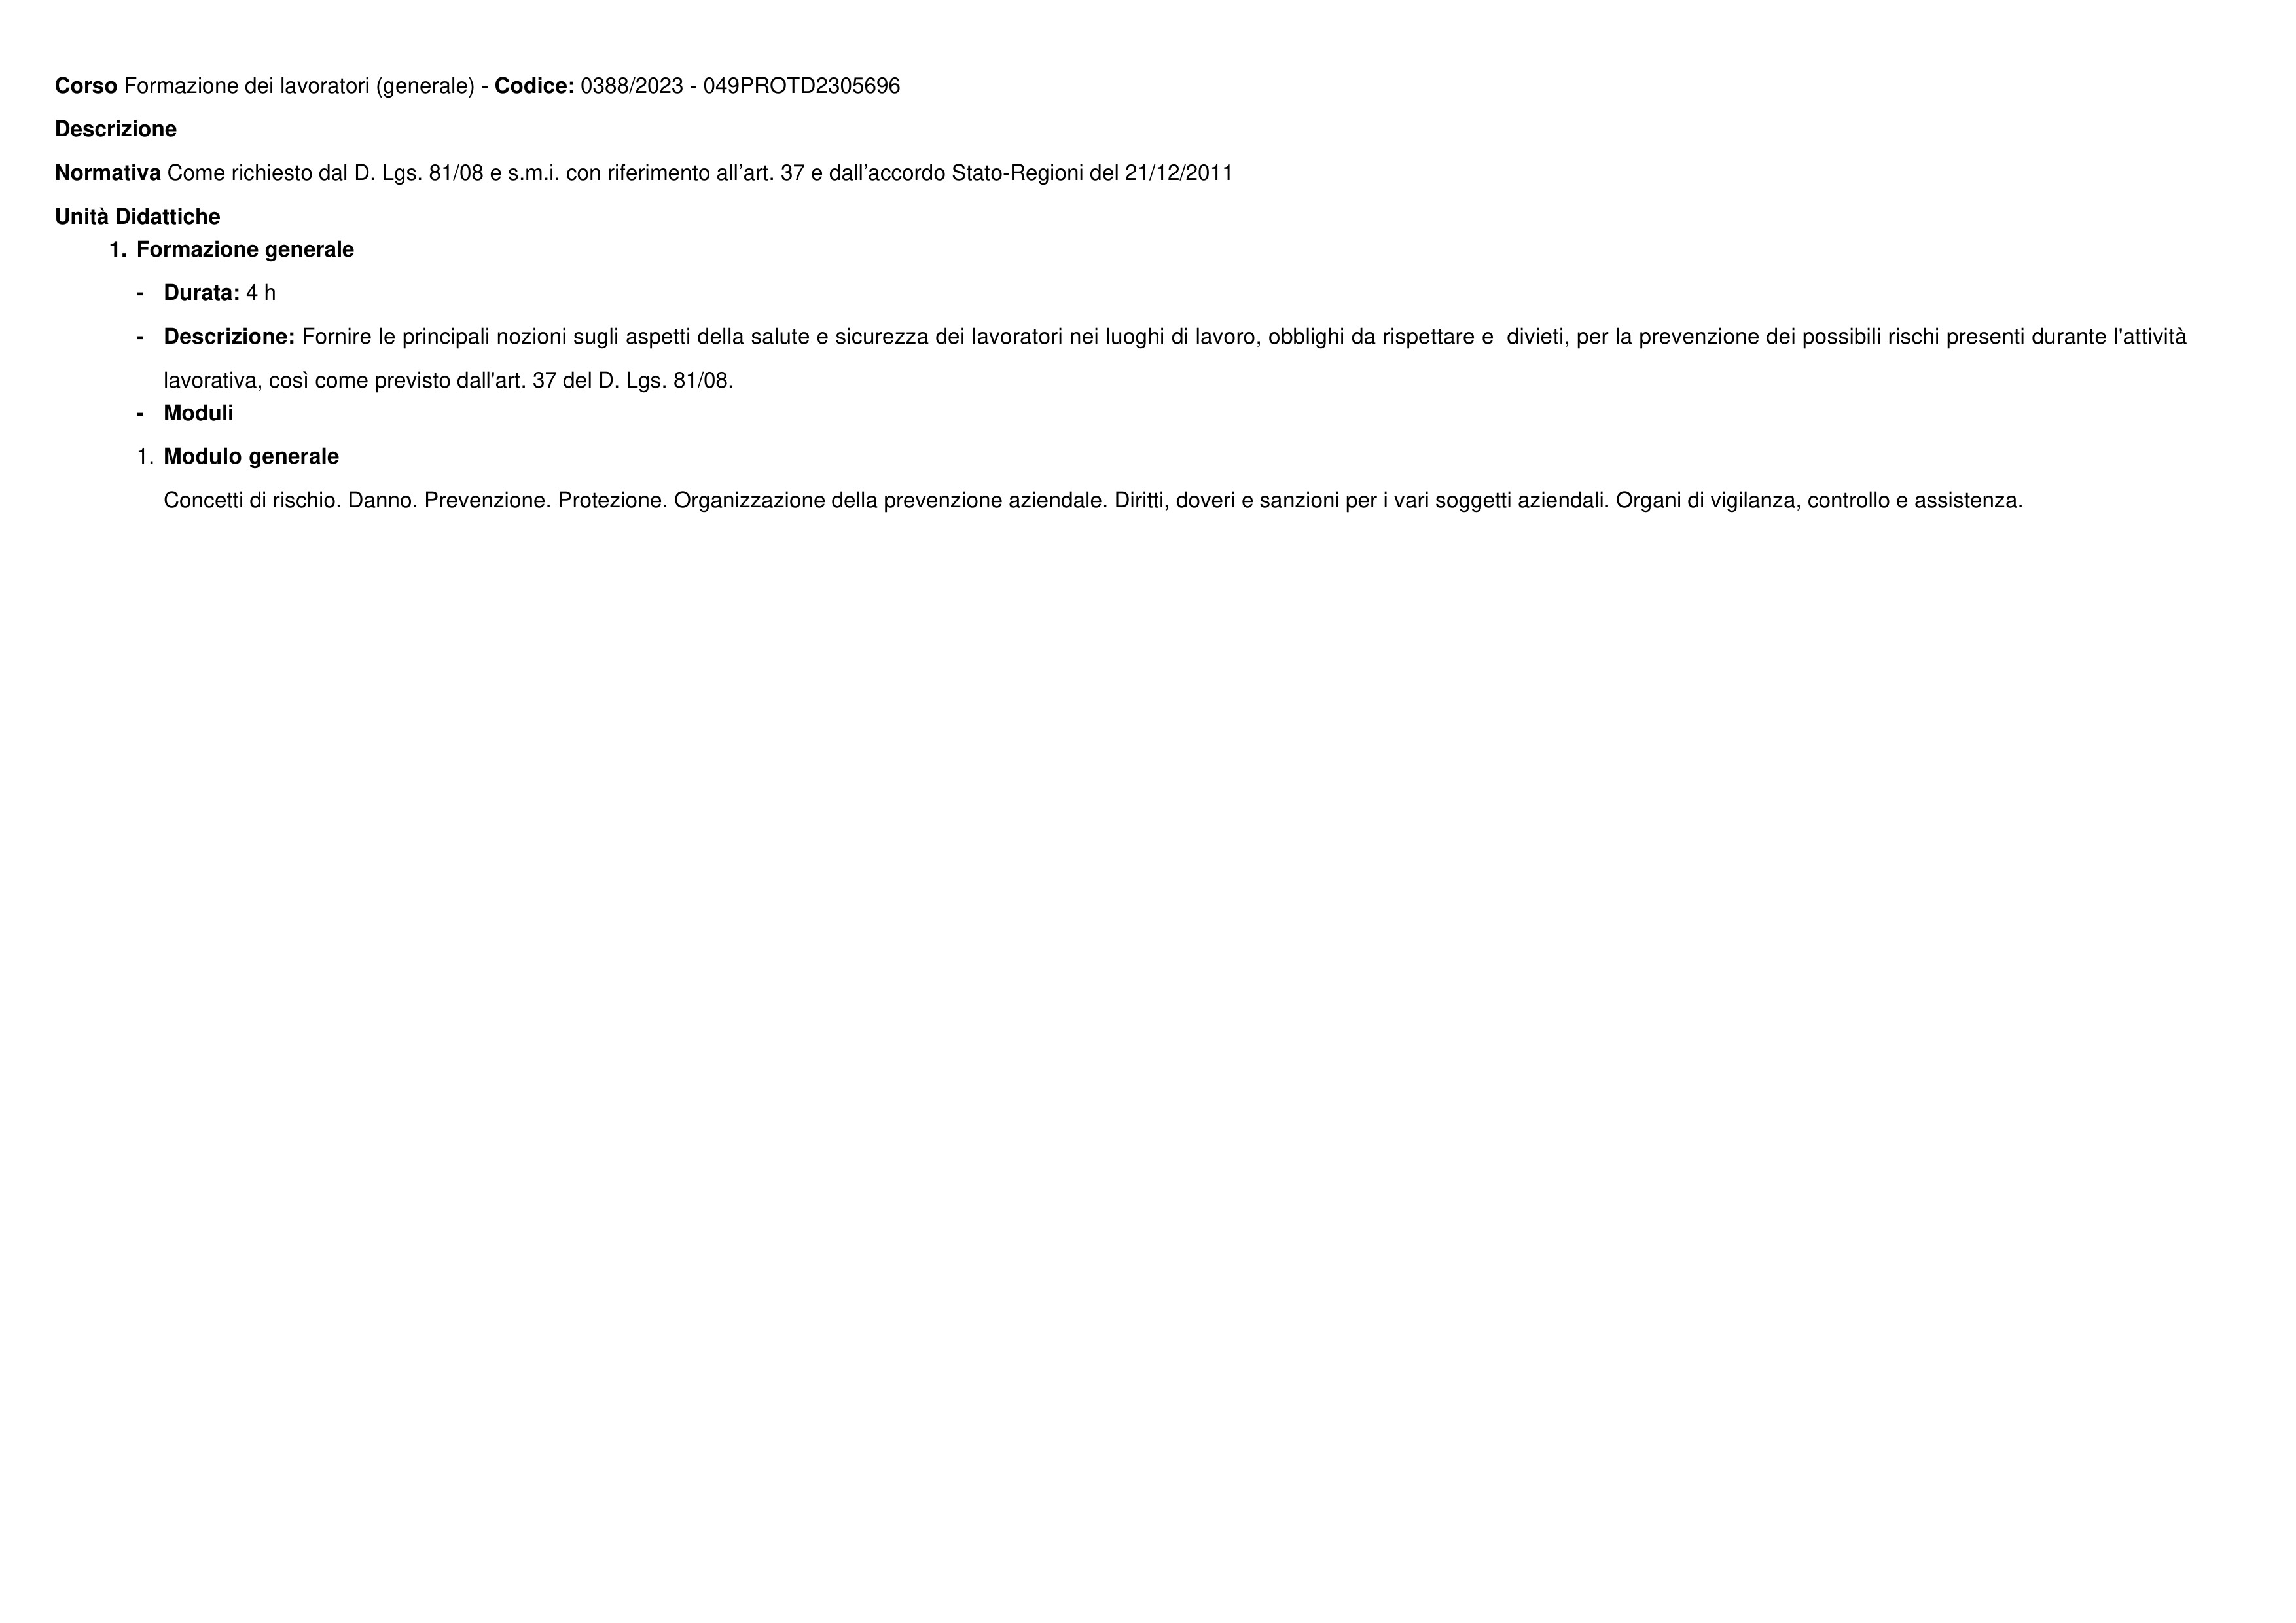 Corso Formazione dei lavoratori (generale) - Codice: 0388/2023 - 049PROTD2305696
Descrizione
Normativa Come richiesto dal D. Lgs. 81/08 e s.m.i. con riferimento all’art. 37 e dall’accordo Stato-Regioni del 21/12/2011
Unità Didattiche
1. Formazione generale
- Durata: 4 h
- Descrizione: Fornire le principali nozioni sugli aspetti della salute e sicurezza dei lavoratori nei luoghi di lavoro, obblighi da rispettare e  divieti, per la prevenzione dei possibili rischi presenti durante l'attività
lavorativa, così come previsto dall'art. 37 del D. Lgs. 81/08.
- Moduli
1. Modulo generale
Concetti di rischio. Danno. Prevenzione. Protezione. Organizzazione della prevenzione aziendale. Diritti, doveri e sanzioni per i vari soggetti aziendali. Organi di vigilanza, controllo e assistenza.